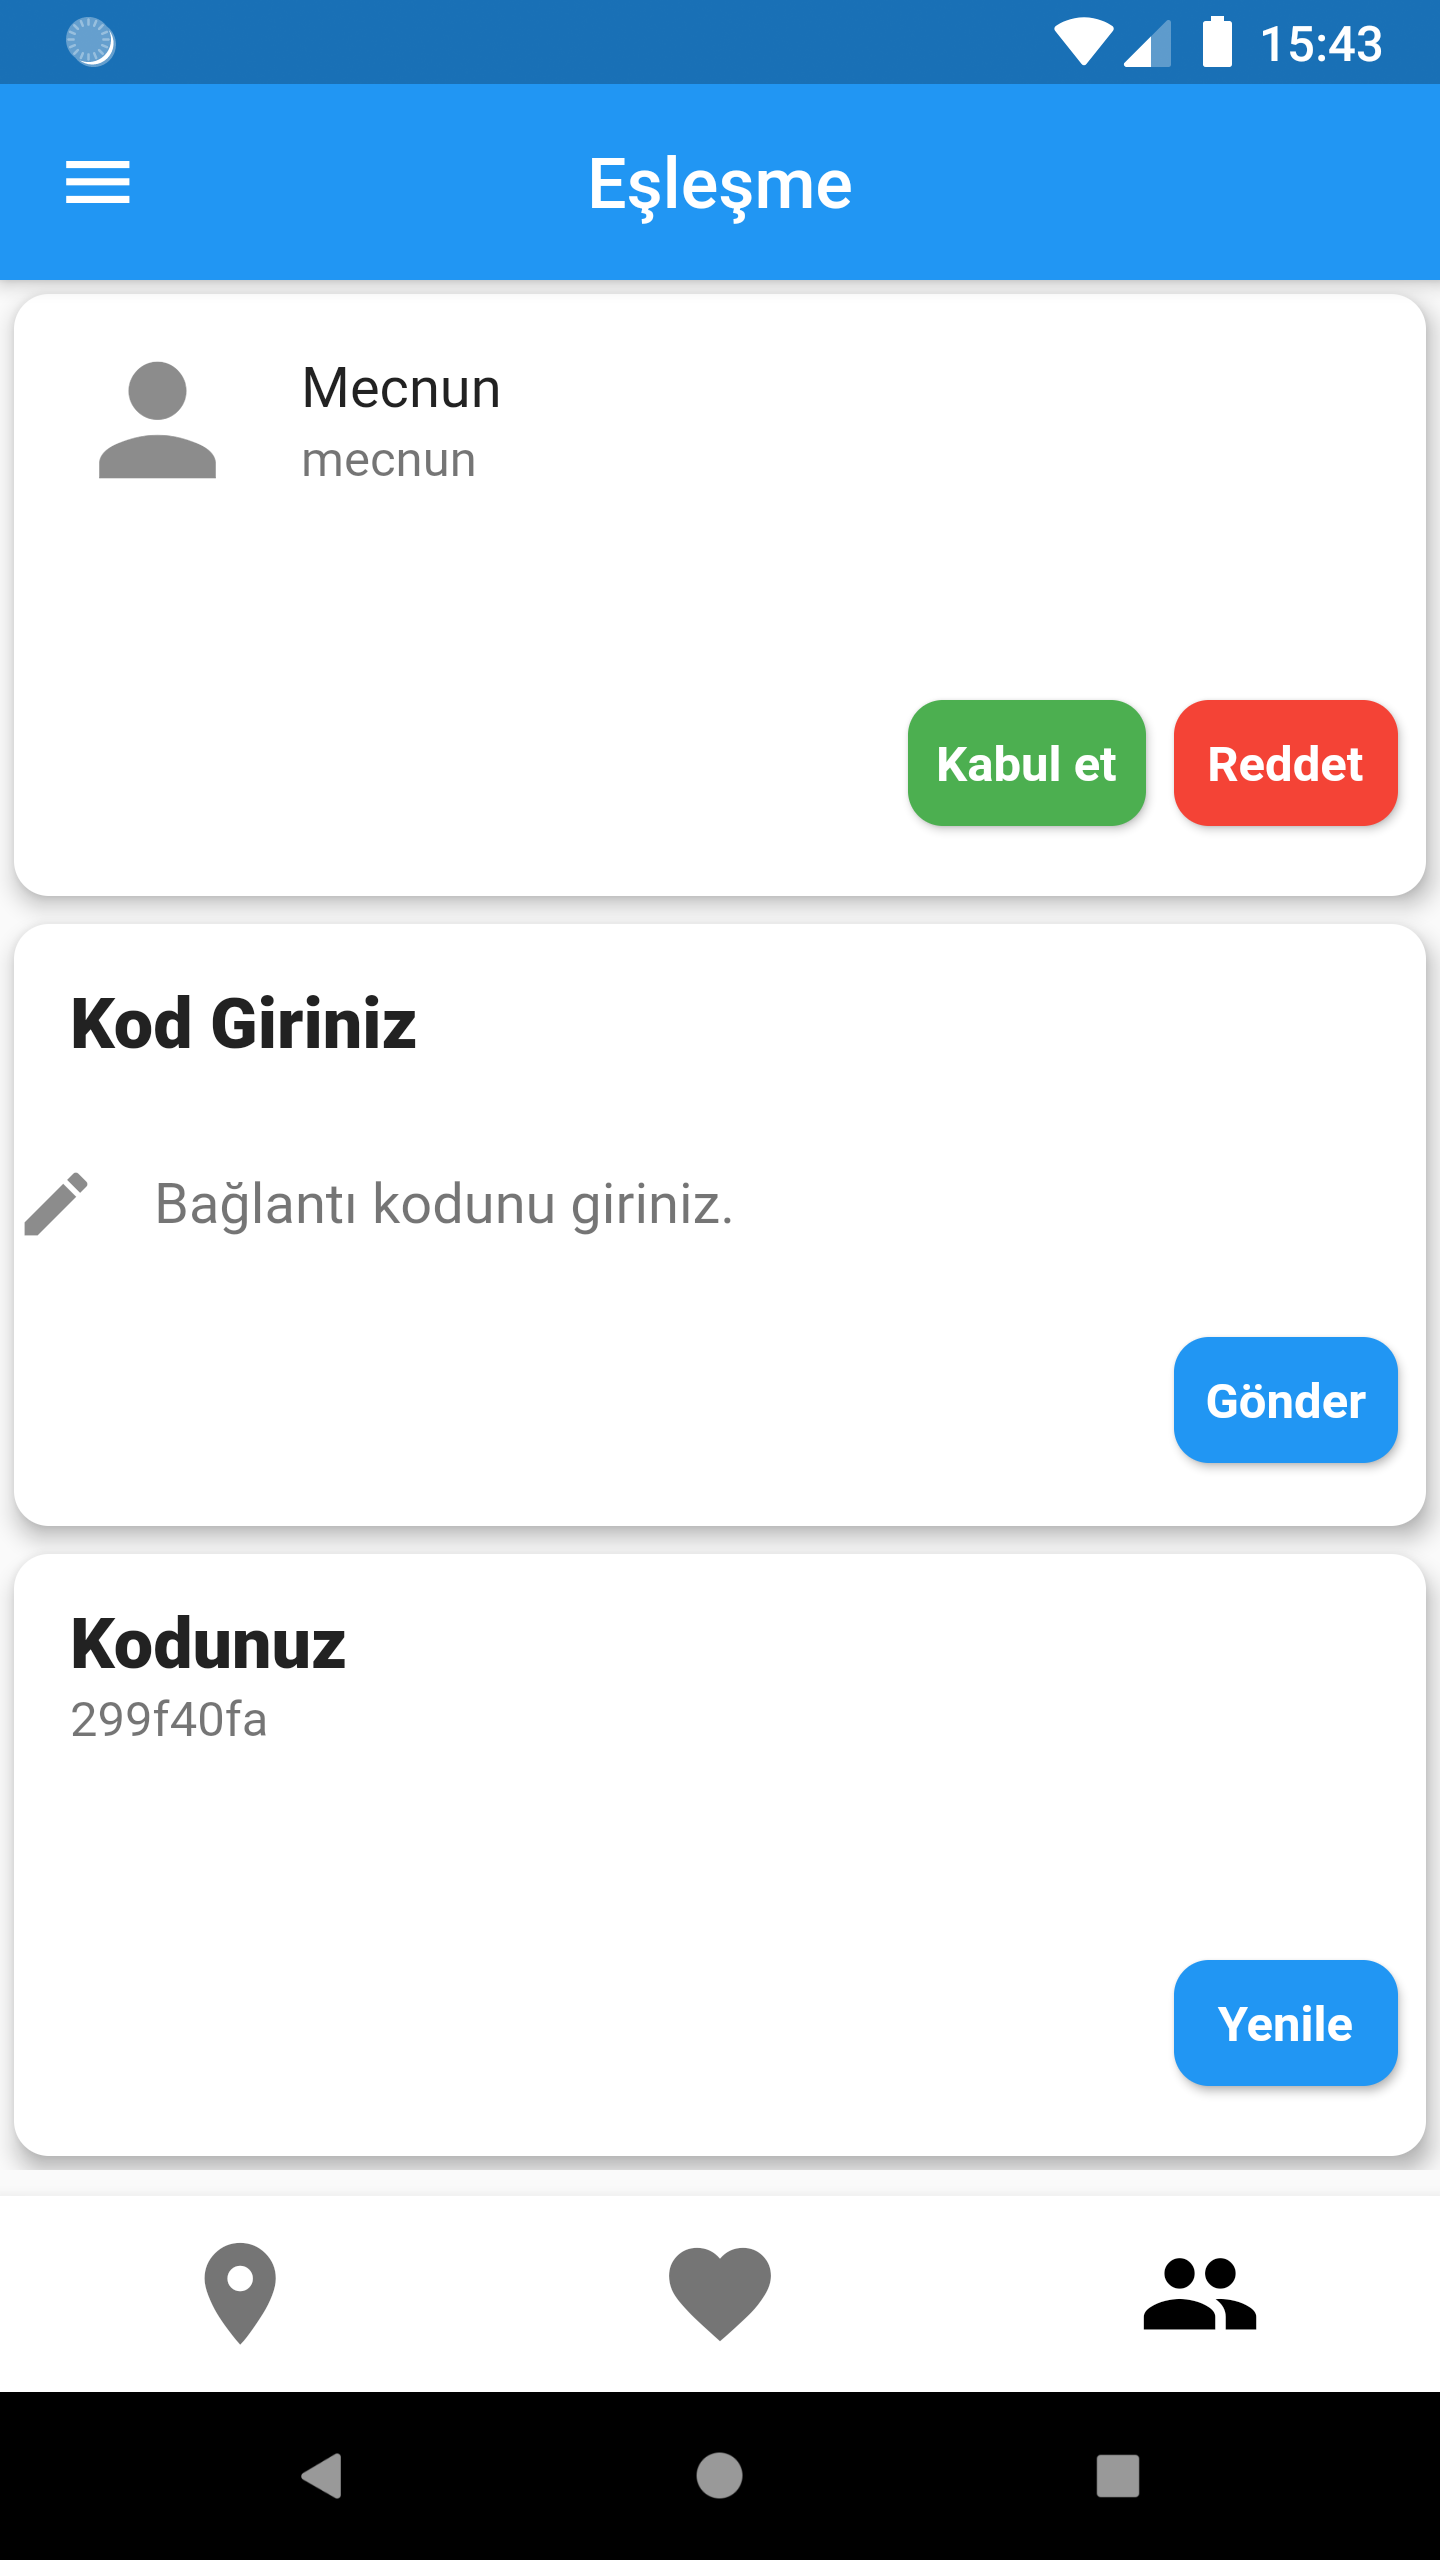 15:43
Eşleşme
Mecnun
mecnun
Kabul et
Reddet
Kod Giriniz
Bağlantı kodunu giriniz.
Gönder
Kodunuz
299f40fa
Yenile